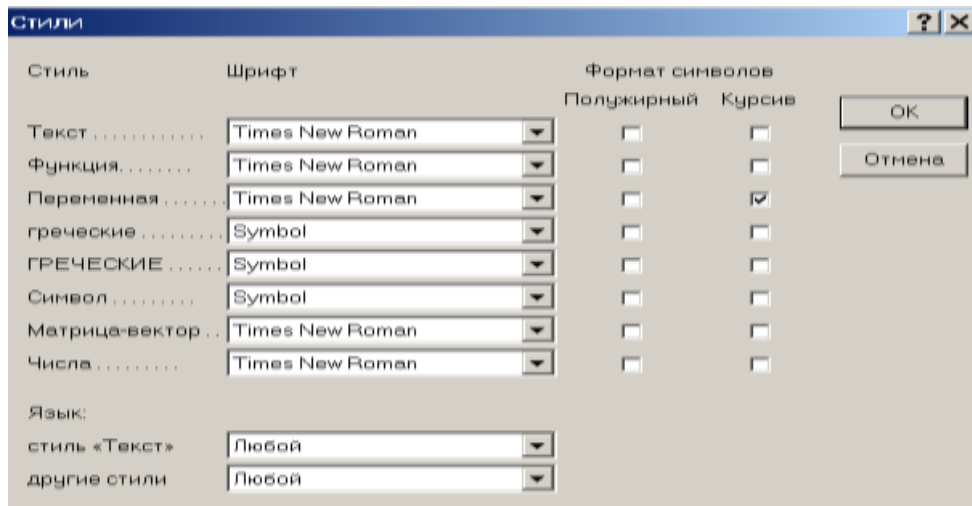 Стили
Стиль Шрифт Формат символов
Полужирный Курсив
OK
Текст ............ Times New Roman
Функция........ Times New Roman
Отмена
Переменная ....... Times New Roman
греческие ......... Symbol
ГРЕЧЕСКИЕ ...... Symbol
Символ ......... Symbol
Матрица-вектор .. Times New Roman
Числа ......... Times New Roman
Язык:
стиль «Текст» Любой
другие стили Любой